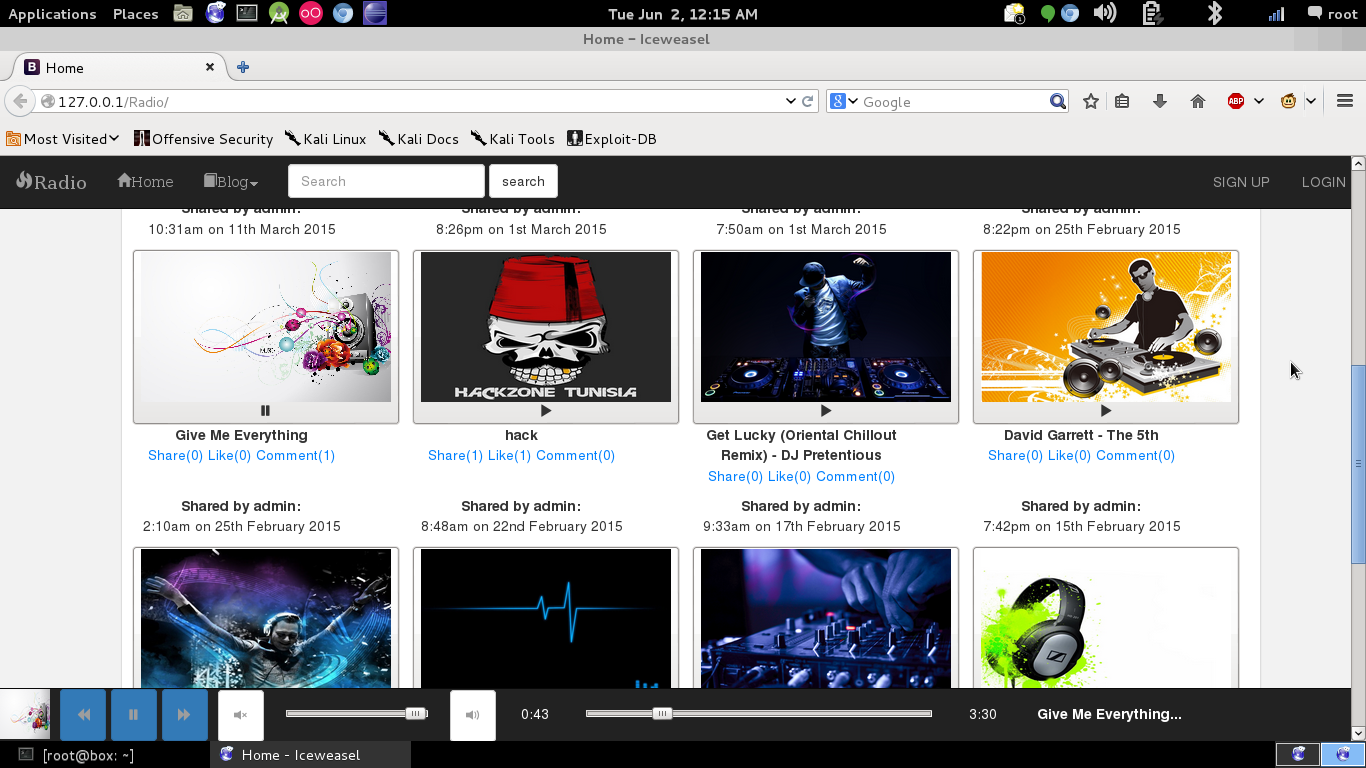 Applications Places Tue Jun 2, 12:15 AM root
Home - Iceweasel
Home
127.0.0.1/Radio/ Google ABP
Most Visited Offensive Security Kali Linux Kali Docs Kali Tools Exploit-DB
Radio Home Blog Search search SIGN UP LOGIN
Shared by admin: Shared by admin: Shared by admin: Shared by admin:
10:31am on 11th March 2015 8:26pm on 1st March 2015 7:50am on 1st March 2015 8:22pm on 25th February 2015
MUSIC
HACKZONE TUNISIA
Give Me Everything hack Get Lucky (Oriental Chillout David Garrett - The 5th
Remix) - DJ Pretentious
Share(0) Like(0) Comment(1) Share(1) Like(1) Comment(0) Share(0) Like(0) Comment(0) Share(0) Like(0) Comment(0)
Shared by admin: Shared by admin: Shared by admin: Shared by admin:
2:10am on 25th February 2015 8:48am on 22nd February 2015 9:33am on 17th February 2015 7:42pm on 15th February 2015
0:43 3:30 Give Me Everything...
[root@box: ~] Home - Iceweasel